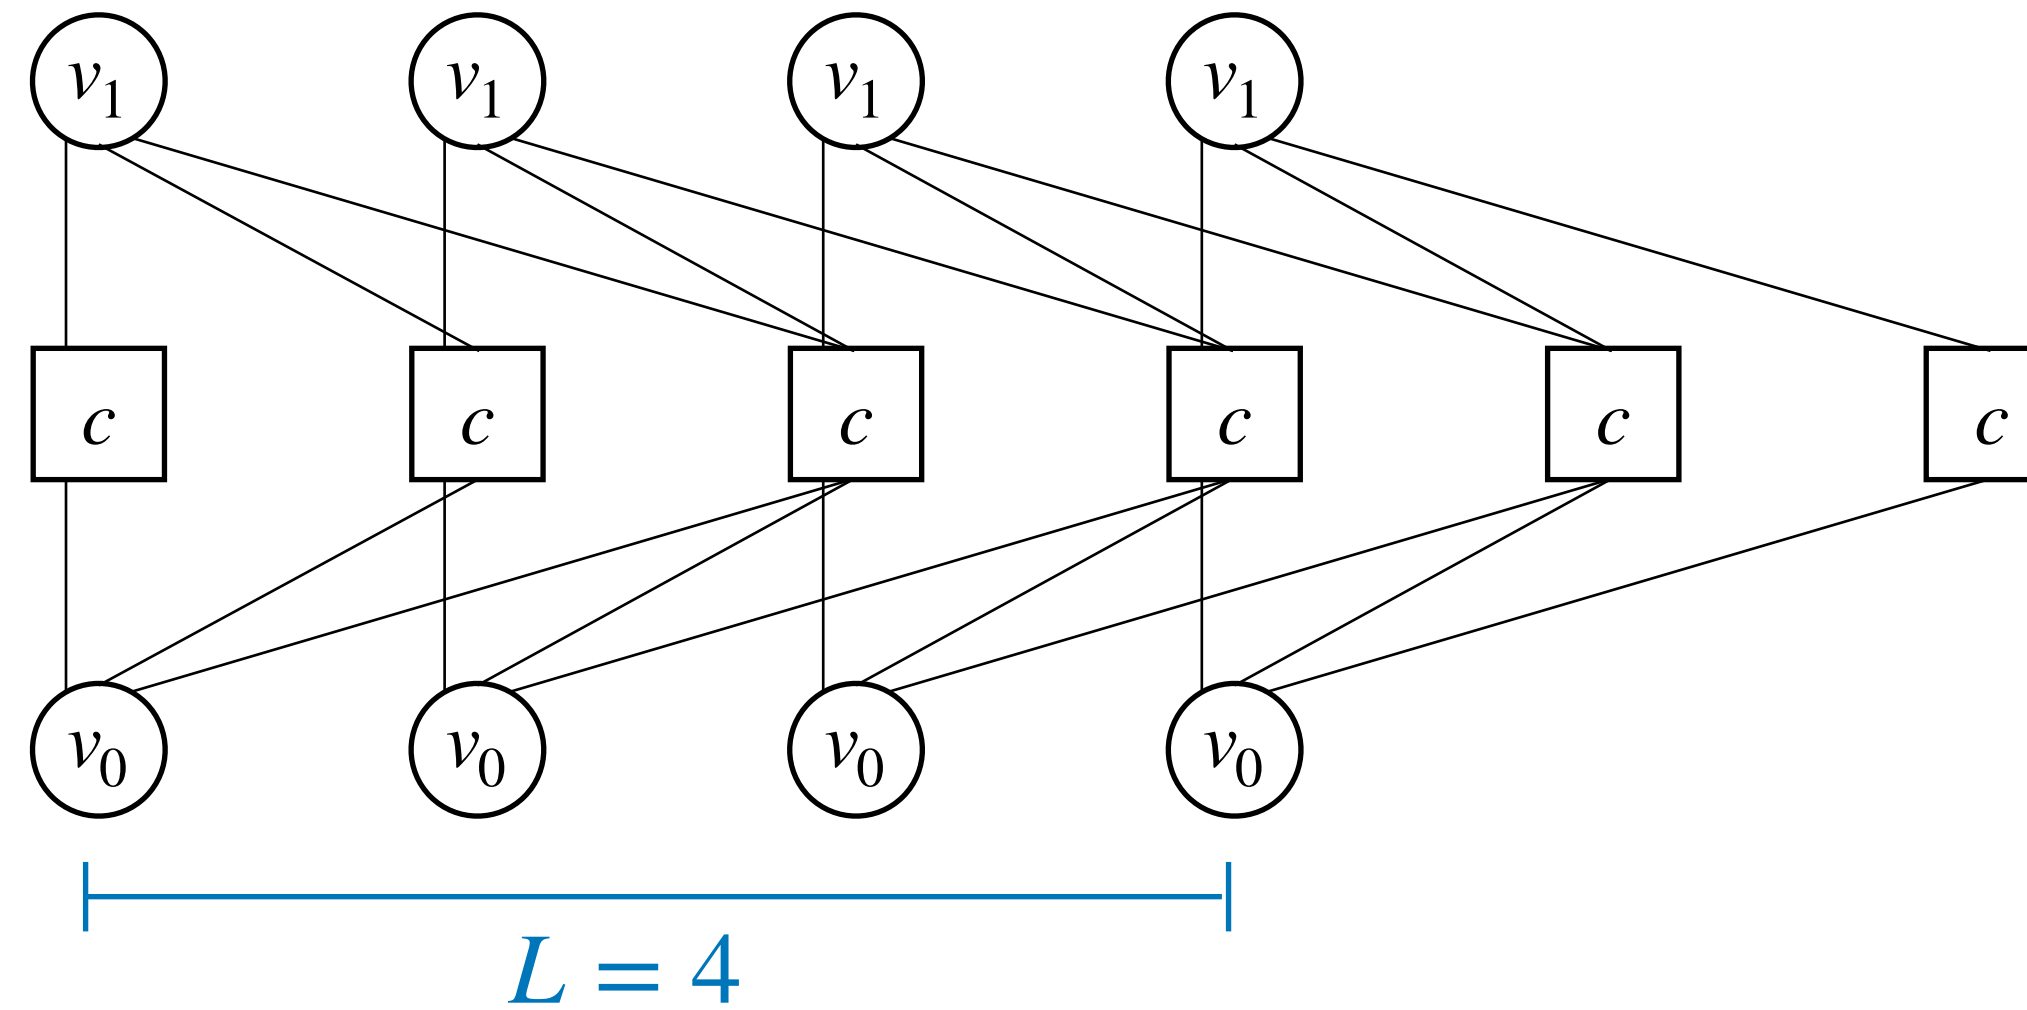 v₁ v₁ v₁ v₁
c c c c c c
v₀ v₀ v₀ v₀
L = 4